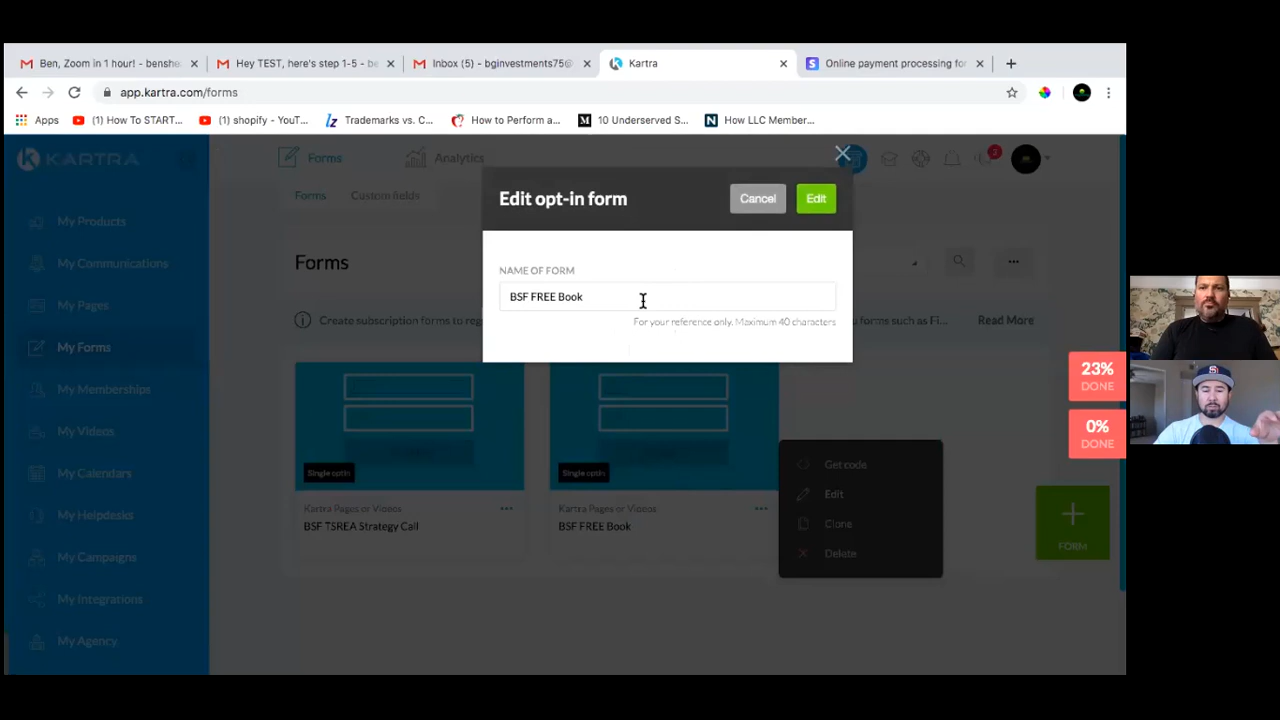 Ben, Zoom in 1 hour! - benshe
Hey TEST, here's step 1-5 - be
Inbox (5) - bginvestments75@
Kartra
Online payment processing for
app.kartra.com/forms
Apps
(1) How To START...
(1) shopify - YouT...
Trademarks vs. C...
How to Perform a...
10 Underserved S...
How LLC Member...
KARTRA
Forms
Analytics
2
Forms
Custom fields
Edit opt-in form
Cancel
Edit
My Products
My Communications
My Pages
My Forms
My Memberships
My Videos
My Calendars
My Helpdesks
My Campaigns
My Integrations
My Agency
Forms
NAME OF FORM
BSF FREE Book
For your reference only. Maximum 40 characters
Create subscription forms to reg
forms such as Fi...
Read More
23%
DONE
0%
DONE
Single optin
Single optin
Kartra Pages or Videos
BSF TSREA Strategy Call
Kartra Pages or Videos
BSF FREE Book
Get code
Edit
Clone
Delete
FORM